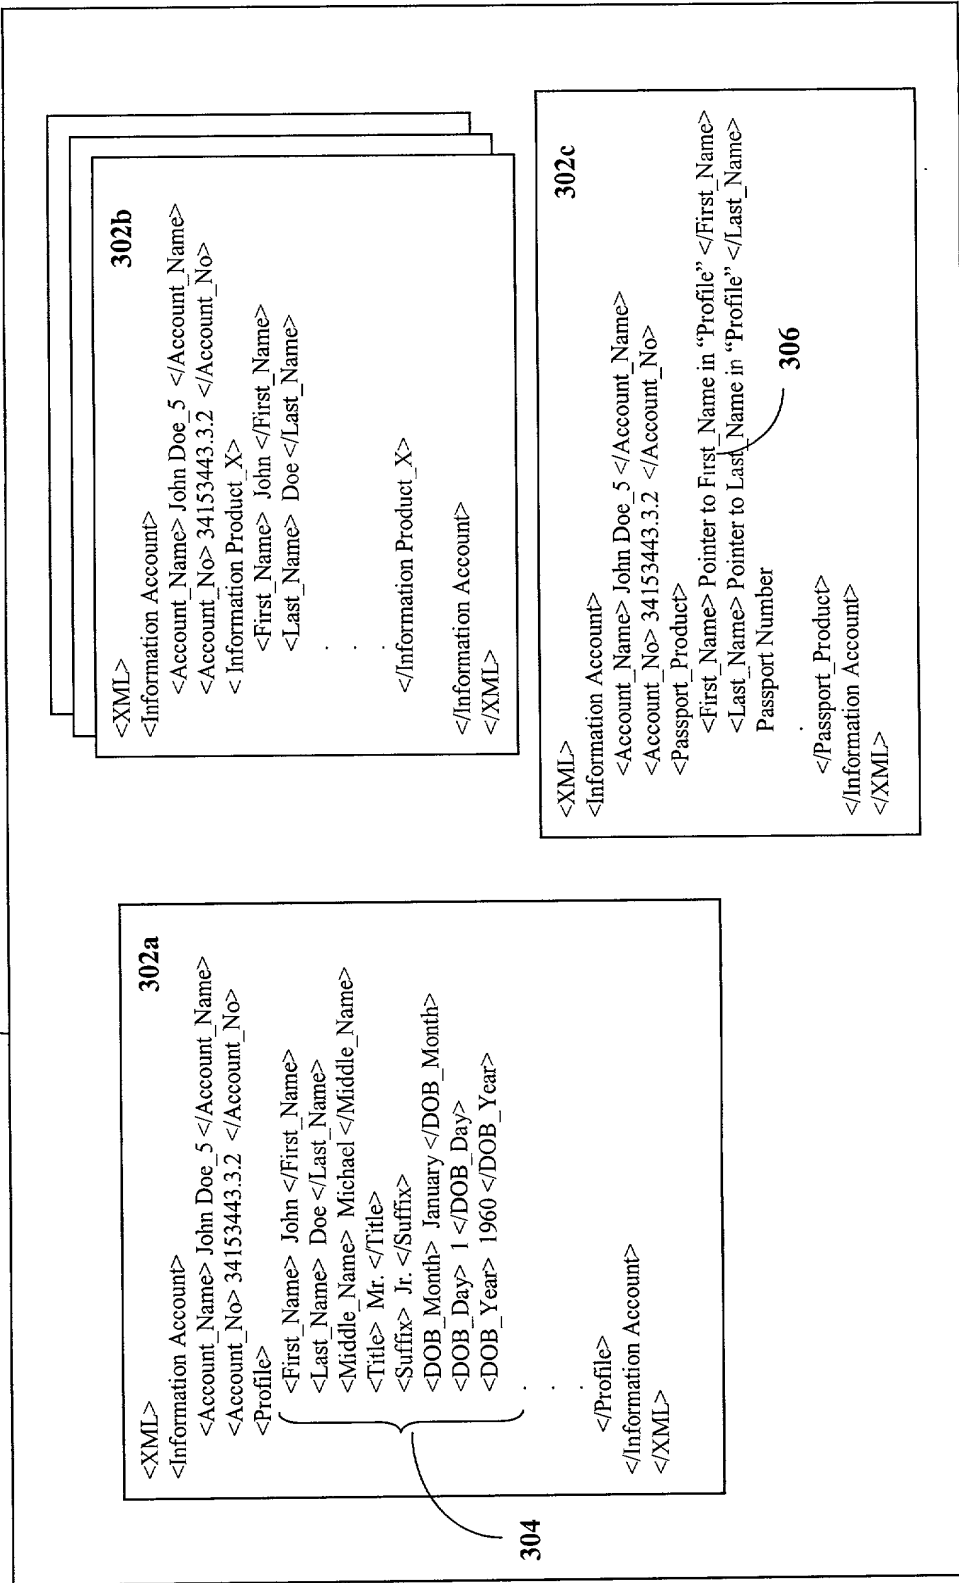 302a
<XML>
<Information Account>
<Account_Name> John Doe_5 </Account_Name>
<Account_No> 34153443.3.2 </Account_No>
<Profile>
<First_Name> John </First_Name>
<Last_Name> Doe </Last_Name>
<Middle_Name> Michael </Middle_Name>
<Title> Mr. </Title>
<Suffix> Jr. </Suffix>
<DOB_Month> January </DOB_Month>
<DOB_Day> 1 </DOB_Day>
<DOB_Year> 1960 </DOB_Year>
.
.
.
</Profile>
</Information Account>
</XML>
304
302b
<XML>
<Information Account>
<Account_Name> John Doe_5 </Account_Name>
<Account_No> 34153443.3.2 </Account_No>
< Information Product_X>
<First_Name> John </First_Name>
<Last_Name> Doe </Last_Name>
.
.
.
</Information Product_X>
</Information Account>
</XML>
302c
<XML>
<Information Account>
<Account_Name> John Doe_5 </Account_Name>
<Account_No> 34153443.3.2 </Account_No>
<Passport_Product>
<First_Name> Pointer to First_Name in “Profile” </First_Name>
<Last_Name> Pointer to Last_Name in “Profile” </Last_Name>
Passport Number
.
</Passport_Product>
</Information Account>
</XML>
306